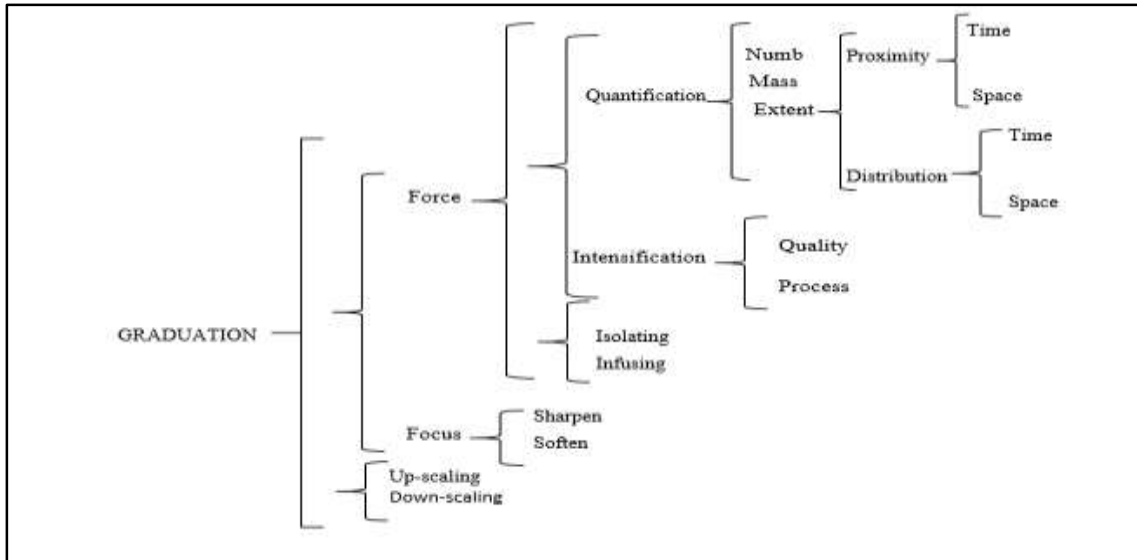 Time
Numb
Proximity
Mass
Quantification
Space
Extent
Time
Distribution
Force
Space
Quality
Intensification
Process
GRADUATION
Isolating
Infusing
Sharpen
Focus
Soften
Up-scaling
Down-scaling